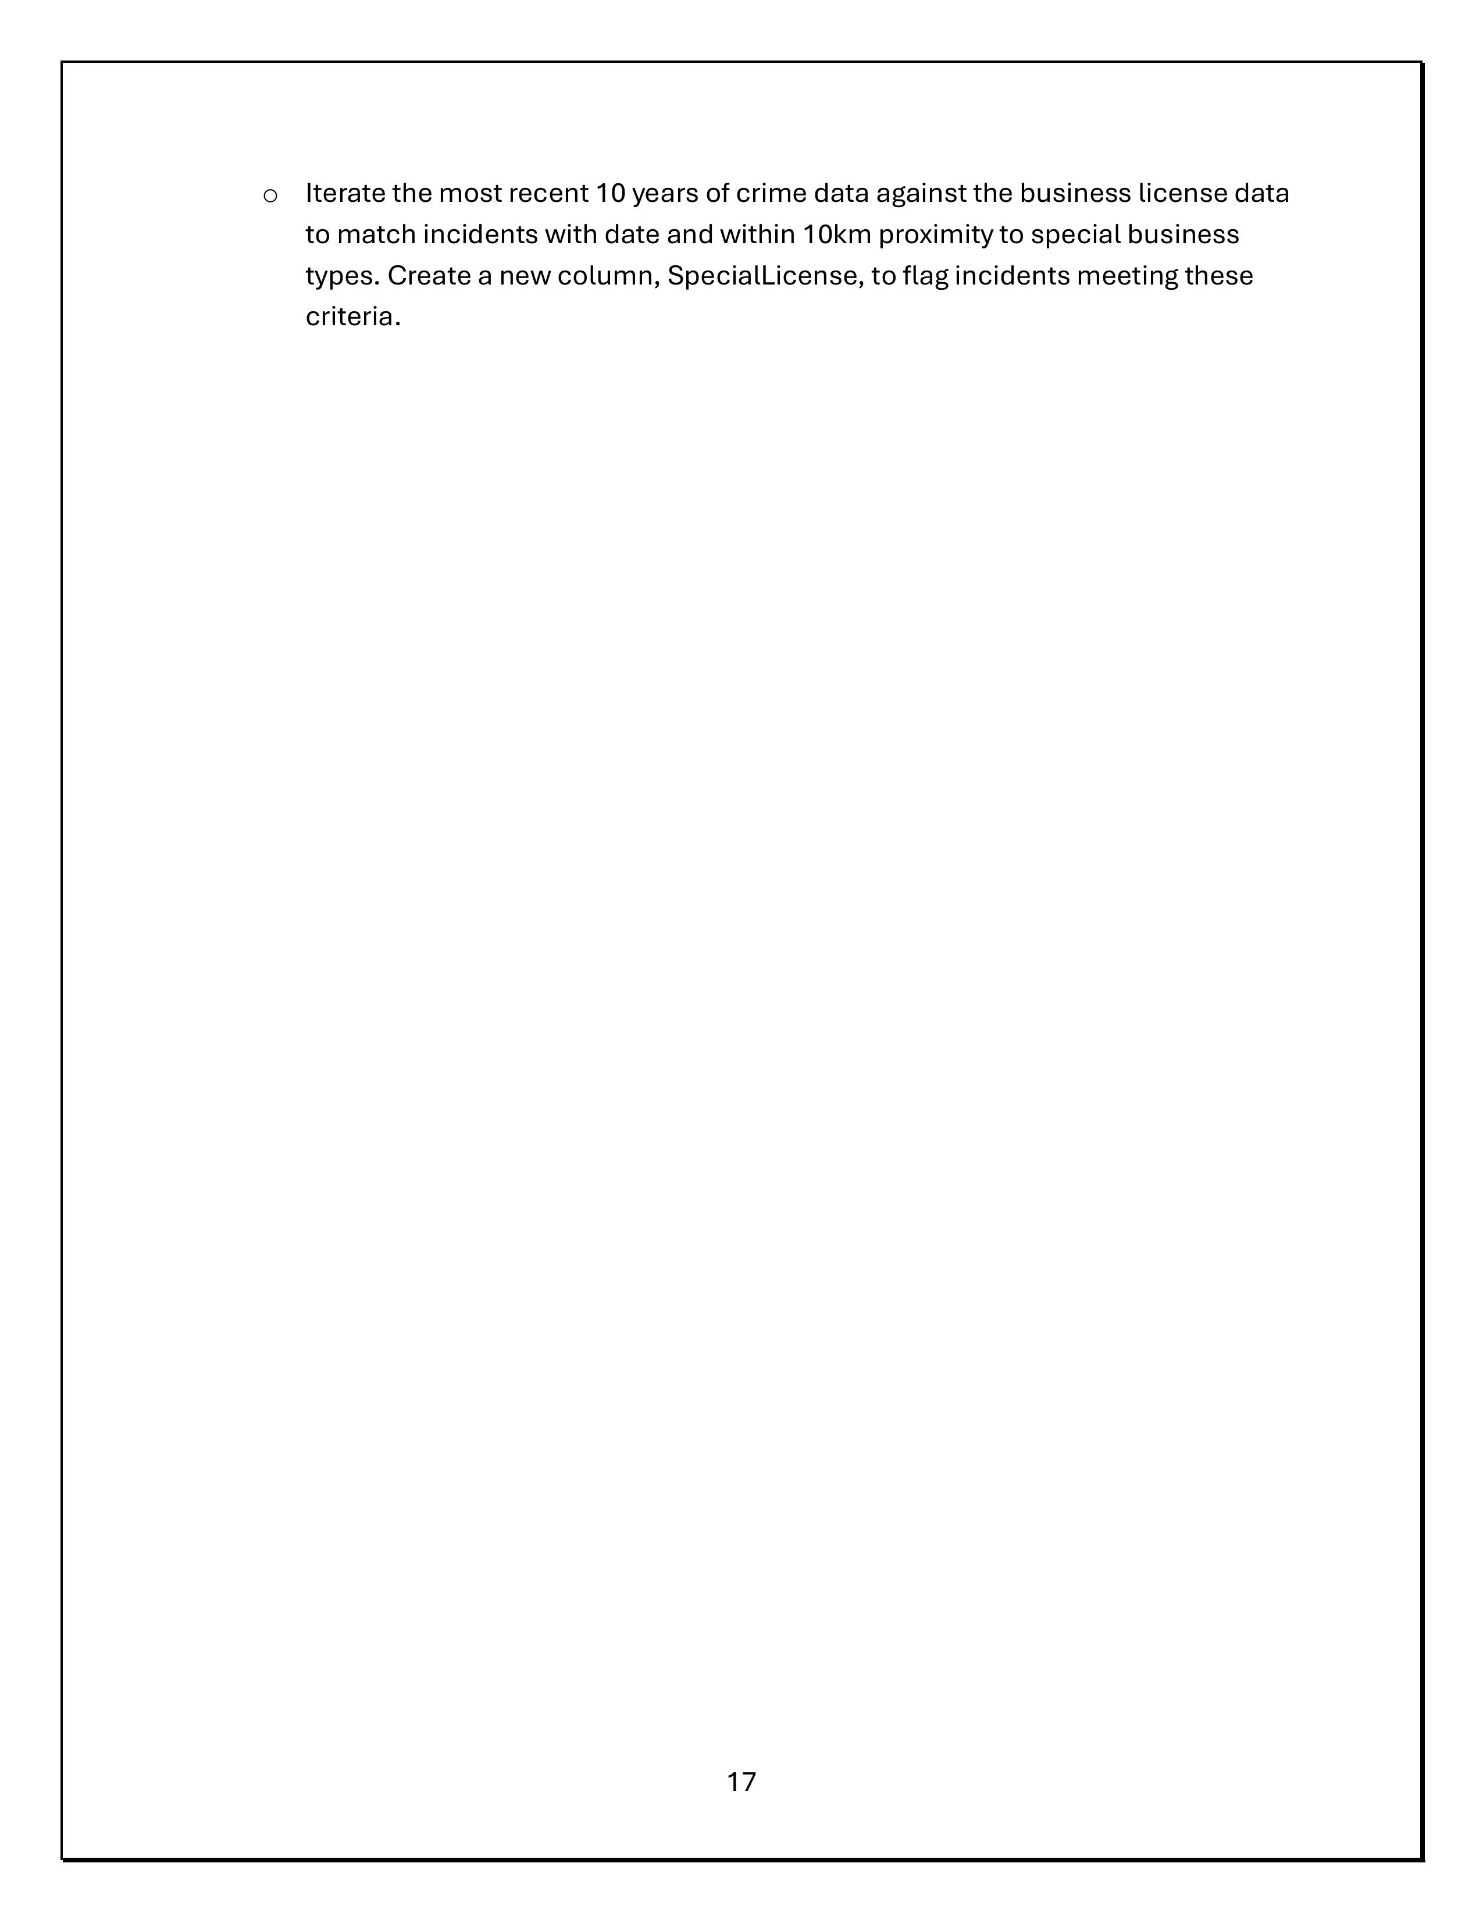 ○ Iterate the most recent 10 years of crime data against the business license data
to match incidents with date and within 10km proximity to special business
types. Create a new column, SpecialLicense, to flag incidents meeting these
criteria.
17